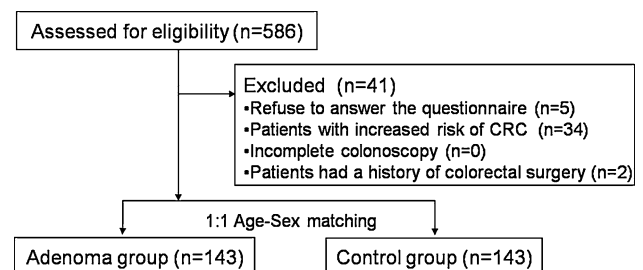 Assessed for eligibility (n=586)
Excluded (n=41)
•Refuse to answer the questionnaire (n=5)
•Patients with increased risk of CRC (n=34)
•Incomplete colonoscopy (n=0)
•Patients had a history of colorectal surgery (n=2)
1:1 Age-Sex matching
Adenoma group (n=143)
Control group (n=143)